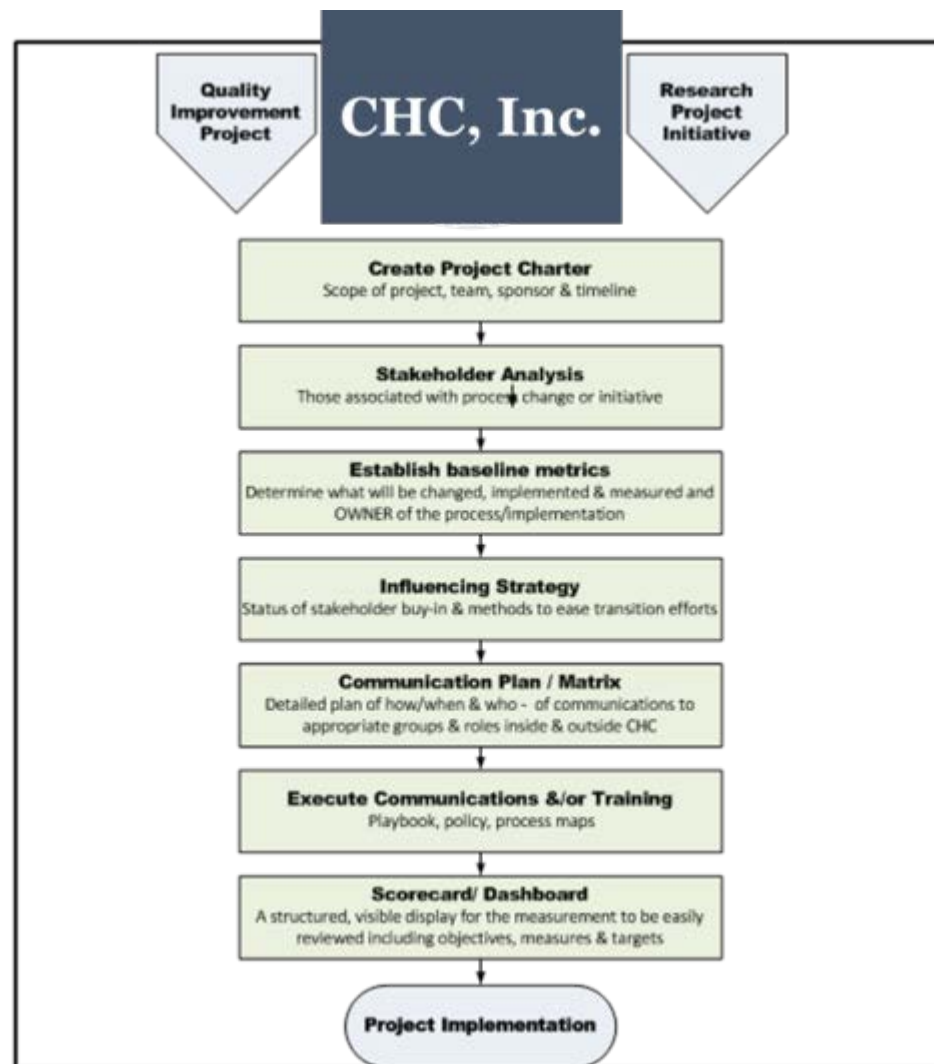 Quality
Improvement
Project
CHC, Inc.
Research
Project
Initiative
Create Project Charter
Scope of project, team, sponsor & timeline
Stakeholder Analysis
Those associated with process change or initiative
Establish baseline metrics
Determine what will be changed, implemented & measured and
OWNER of the process/implementation
Influencing Strategy
Status of stakeholder buy-in & methods to ease transition efforts
Communication Plan / Matrix
Detailed plan of how/when & who - of communications to
appropriate groups & roles inside & outside CHC
Execute Communications &/or Training
Playbook, policy, process maps
Scorecard/ Dashboard
A structured, visible display for the measurement to be easily
reviewed including objectives, measures & targets
Project Implementation